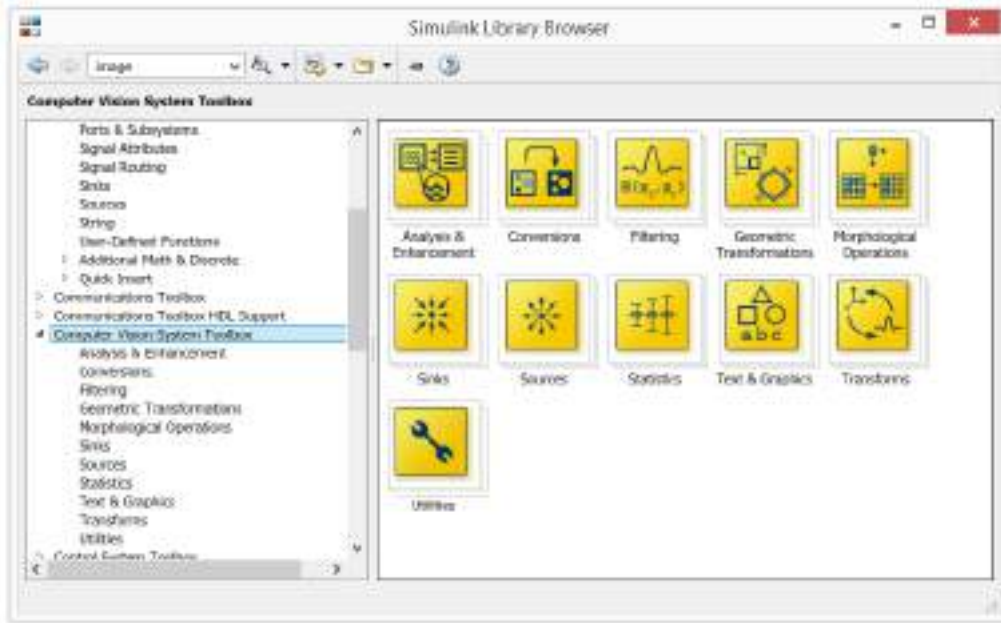 Simulink Library Browser
image
Computer Vision System Toolbox
Ports & Subsystems
Signal Attributes
Signal Routing
Sinks
Sources
String
User-Defined Functions
Additional Math & Discrete
Quick Insert
Communications Toolbox
Communications Toolbox HDL Support
Computer Vision System Toolbox
Analysis & Enhancement
Conversions
Filtering
Geometric Transformations
Morphological Operations
Sinks
Sources
Statistics
Text & Graphics
Transforms
Utilities
Control System Toolbox
Analysis &
Enhancement
Conversions
Filtering
Geometric
Transformations
Morphological
Operations
Sinks
Sources
Statistics
a b c
Text & Graphics
Transforms
Utilities